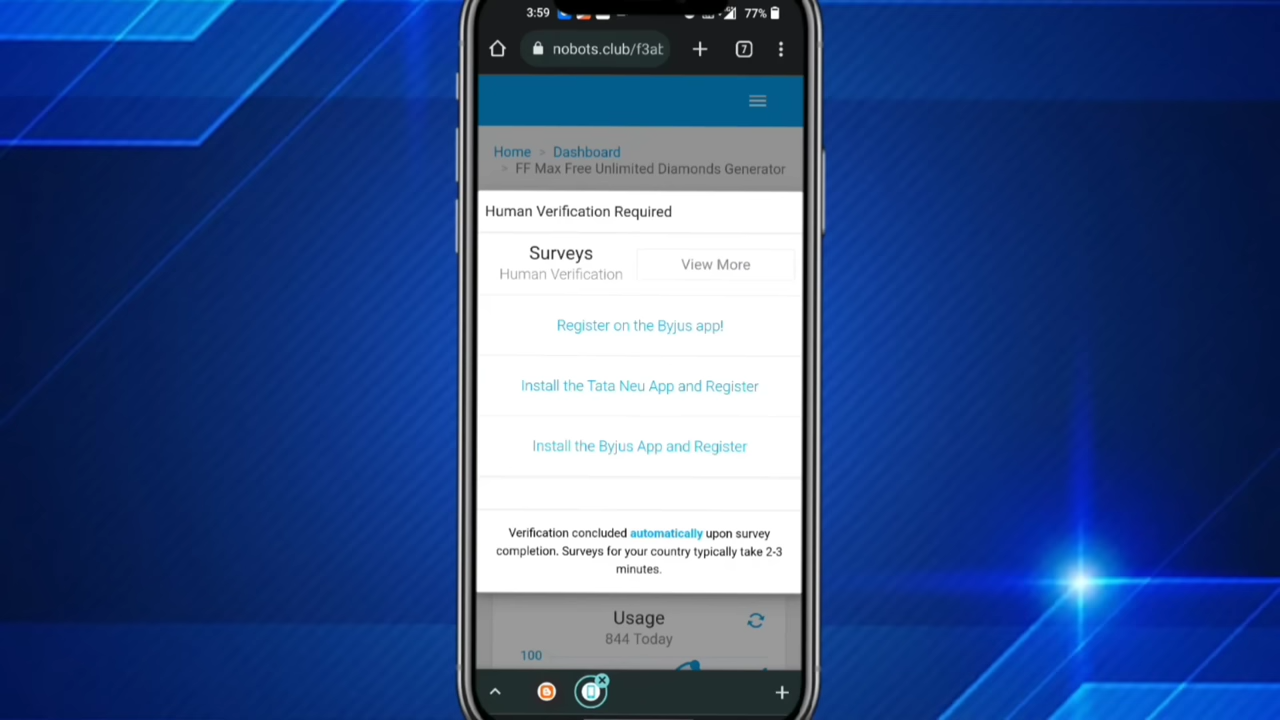 3:59
77%
nobots.club/f3ab
7
Home > Dashboard
> FF Max Free Unlimited Diamonds Generator
Human Verification Required
Surveys
View More
Human Verification
Register on the Byjus app!
Install the Tata Neu App and Register
Install the Byjus App and Register
Verification concluded automatically upon survey
completion. Surveys for your country typically take 2-3
minutes.
Usage
844 Today
100